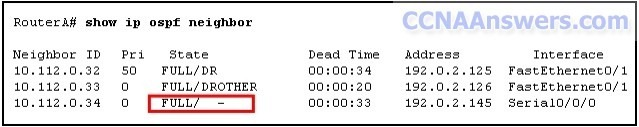 CCNAAnswers.com
RouterA# show ip ospf neighbor
Neighbor ID Pri State Dead Time Address Interface
10.112.0.32 50 FULL/DR 00:00:34 192.0.2.125 FastEthernet0/1
10.112.0.33 0 FULL/DROTHER 00:00:20 192.0.2.126 FastEthernet0/1
10.112.0.34 0 FULL/ - 00:00:33 192.0.2.145 Serial0/0/0